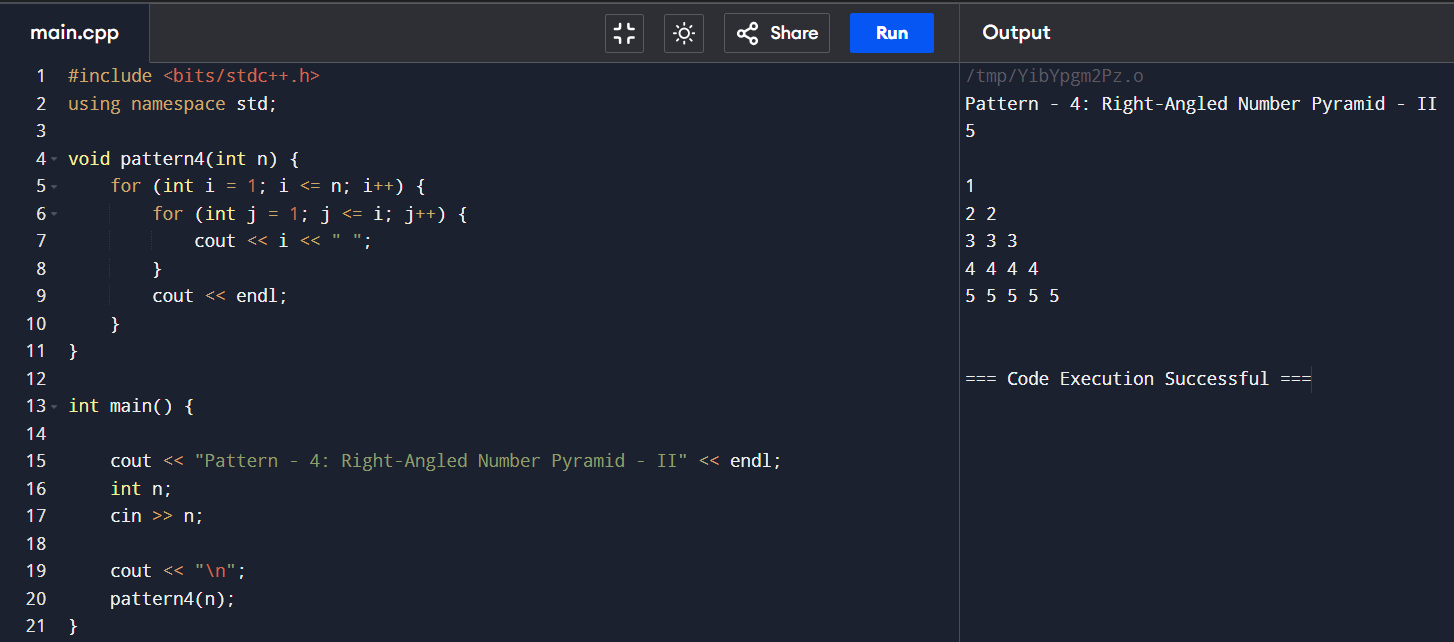 main.cpp
Share
Run
Output
1 #include <bits/stdc++.h>
2 using namespace std;
3
4 void pattern4(int n) {
5     for (int i = 1; i <= n; i++) {
6         for (int j = 1; j <= i; j++) {
7             cout << i << " ";
8         }
9         cout << endl;
10     }
11 }
12
13 int main() {
14
15     cout << "Pattern - 4: Right-Angled Number Pyramid - II" << endl;
16     int n;
17     cin >> n;
18
19     cout << "\n";
20     pattern4(n);
21 }
/tmp/YibYpgm2Pz.o
Pattern - 4: Right-Angled Number Pyramid - II
5
1
2 2
3 3 3
4 4 4 4
5 5 5 5 5
=== Code Execution Successful ===